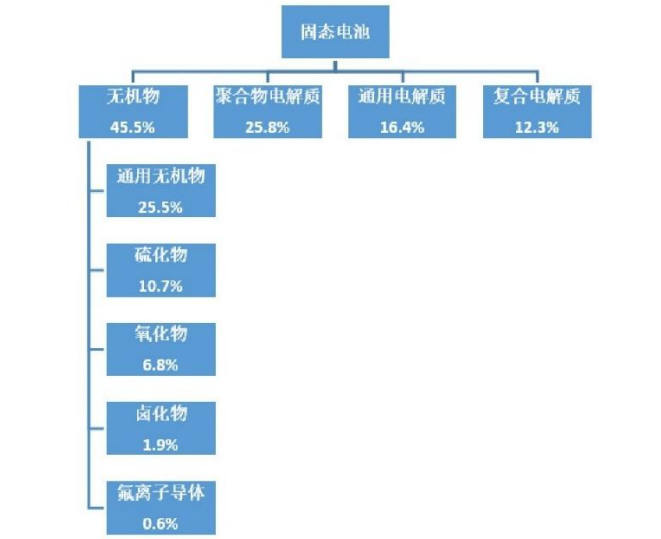 固态电池
无机物
45.5%
聚合物电解质
25.8%
通用电解质
16.4%
复合电解质
12.3%
通用无机物
25.5%
硫化物
10.7%
氧化物
6.8%
卤化物
1.9%
氟离子导体
0.6%